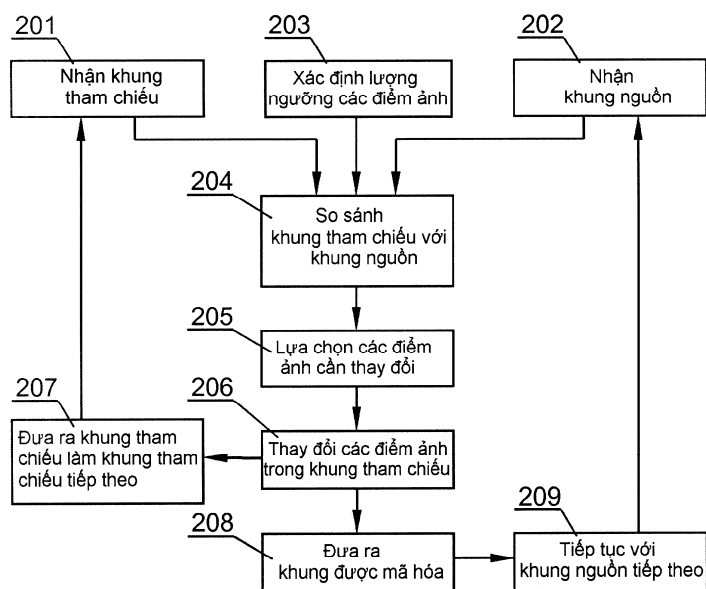 201
Nhận khung
tham chiếu
203
Xác định lượng
ngưỡng các điểm ảnh
202
Nhận
khung nguồn
204
So sánh
khung tham chiếu với
khung nguồn
205
Lựa chọn các điểm
ảnh cần thay đổi
206
Thay đổi các điểm ảnh
trong khung tham chiếu
207
Đưa ra khung tham
chiếu làm khung tham
chiếu tiếp theo
208
Đưa ra
khung được mã hóa
209
Tiếp tục với
khung nguồn tiếp theo